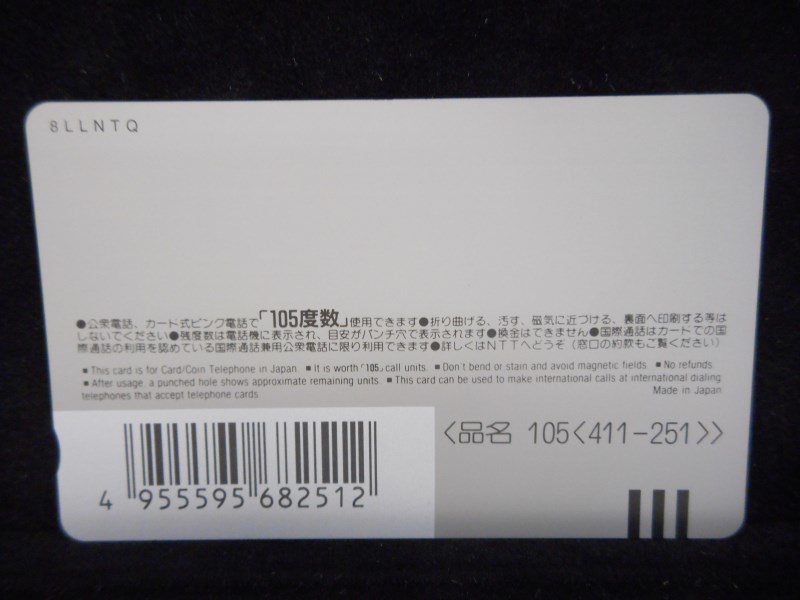 8LLNTQ
●公衆電話、カード式ピンク電話で「105度数」使用できます●折り曲げる、汚す、磁気に近づける、裏面へ印刷する等は
しないでください●残度数は電話機に表示され、目安がパンチ穴で表示されます●換金はできません●国際通話はカードでの国
際通話の利用を認めている国際通話兼用公衆電話に限り利用できます●詳しくはNTTへどうぞ（窓口の約款もご覧ください）
■ This card is for Card/Coin Telephone in Japan. ■ It is worth「105」call units. ■ Don't bend or stain and avoid magnetic fields. ■ No refunds.
■ After usage, a punched hole shows approximate remaining units. ■ This card can be used to make international calls at international dialing
telephones that accept telephone cards. Made in Japan
〈品名 105〈411-251〉〉
4 955595 682512